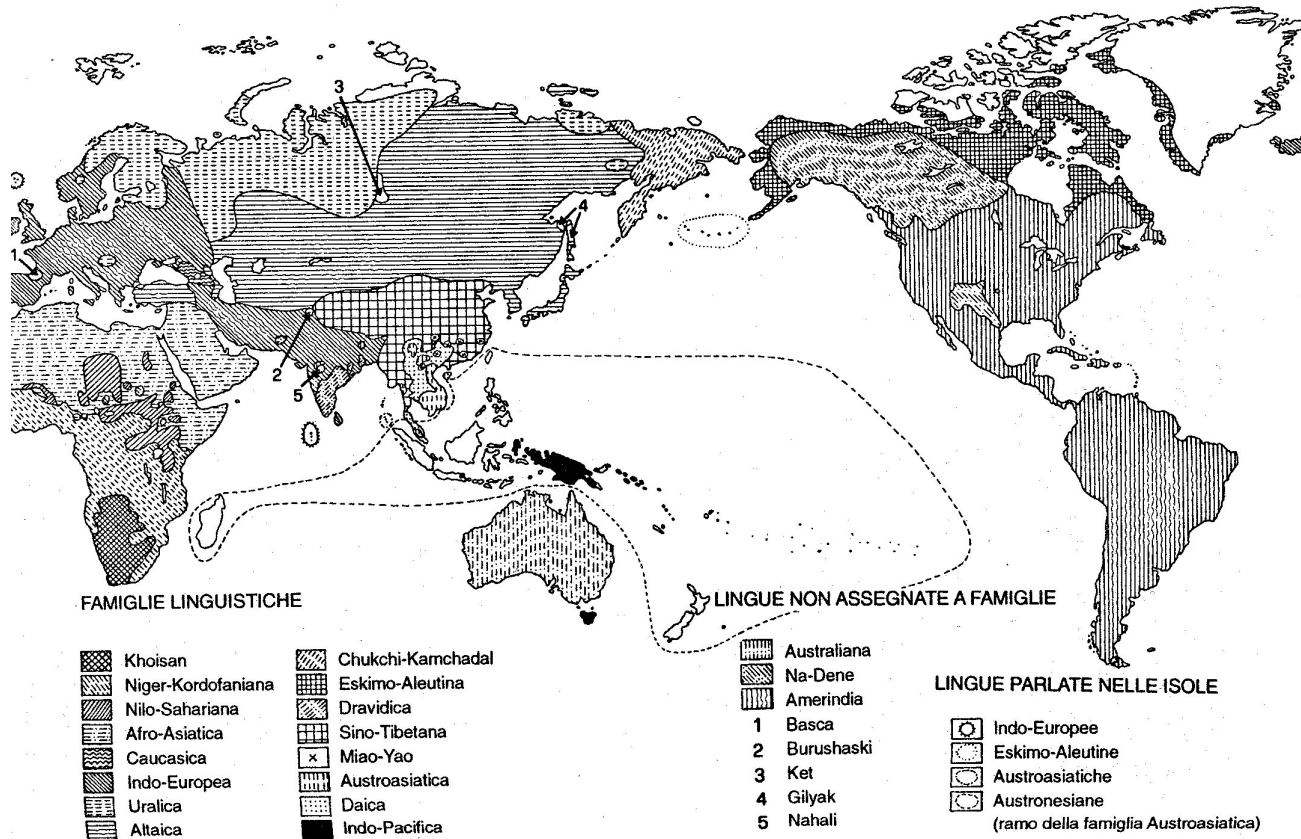 3
4
1
2
5
FAMIGLIE LINGUISTICHE
Khoisan
Niger-Kordofaniana
Nilo-Sahariana
Afro-Asiatica
Caucasica
Indo-Europea
Uralica
Altaica
Chukchi-Kamchadal
Eskimo-Aleutina
Dravidica
Sino-Tibetana
x Miao-Yao
Austroasiatica
Daica
Indo-Pacifica
LINGUE NON ASSEGNATE A FAMIGLIE
Australiana
Na-Dene
Amerindia
1 Basca
2 Burushaski
3 Ket
4 Gilyak
5 Nahali
LINGUE PARLATE NELLE ISOLE
Indo-Europee
Eskimo-Aleutine
Austroasiatiche
Austronesiane
(ramo della famiglia Austroasiatica)